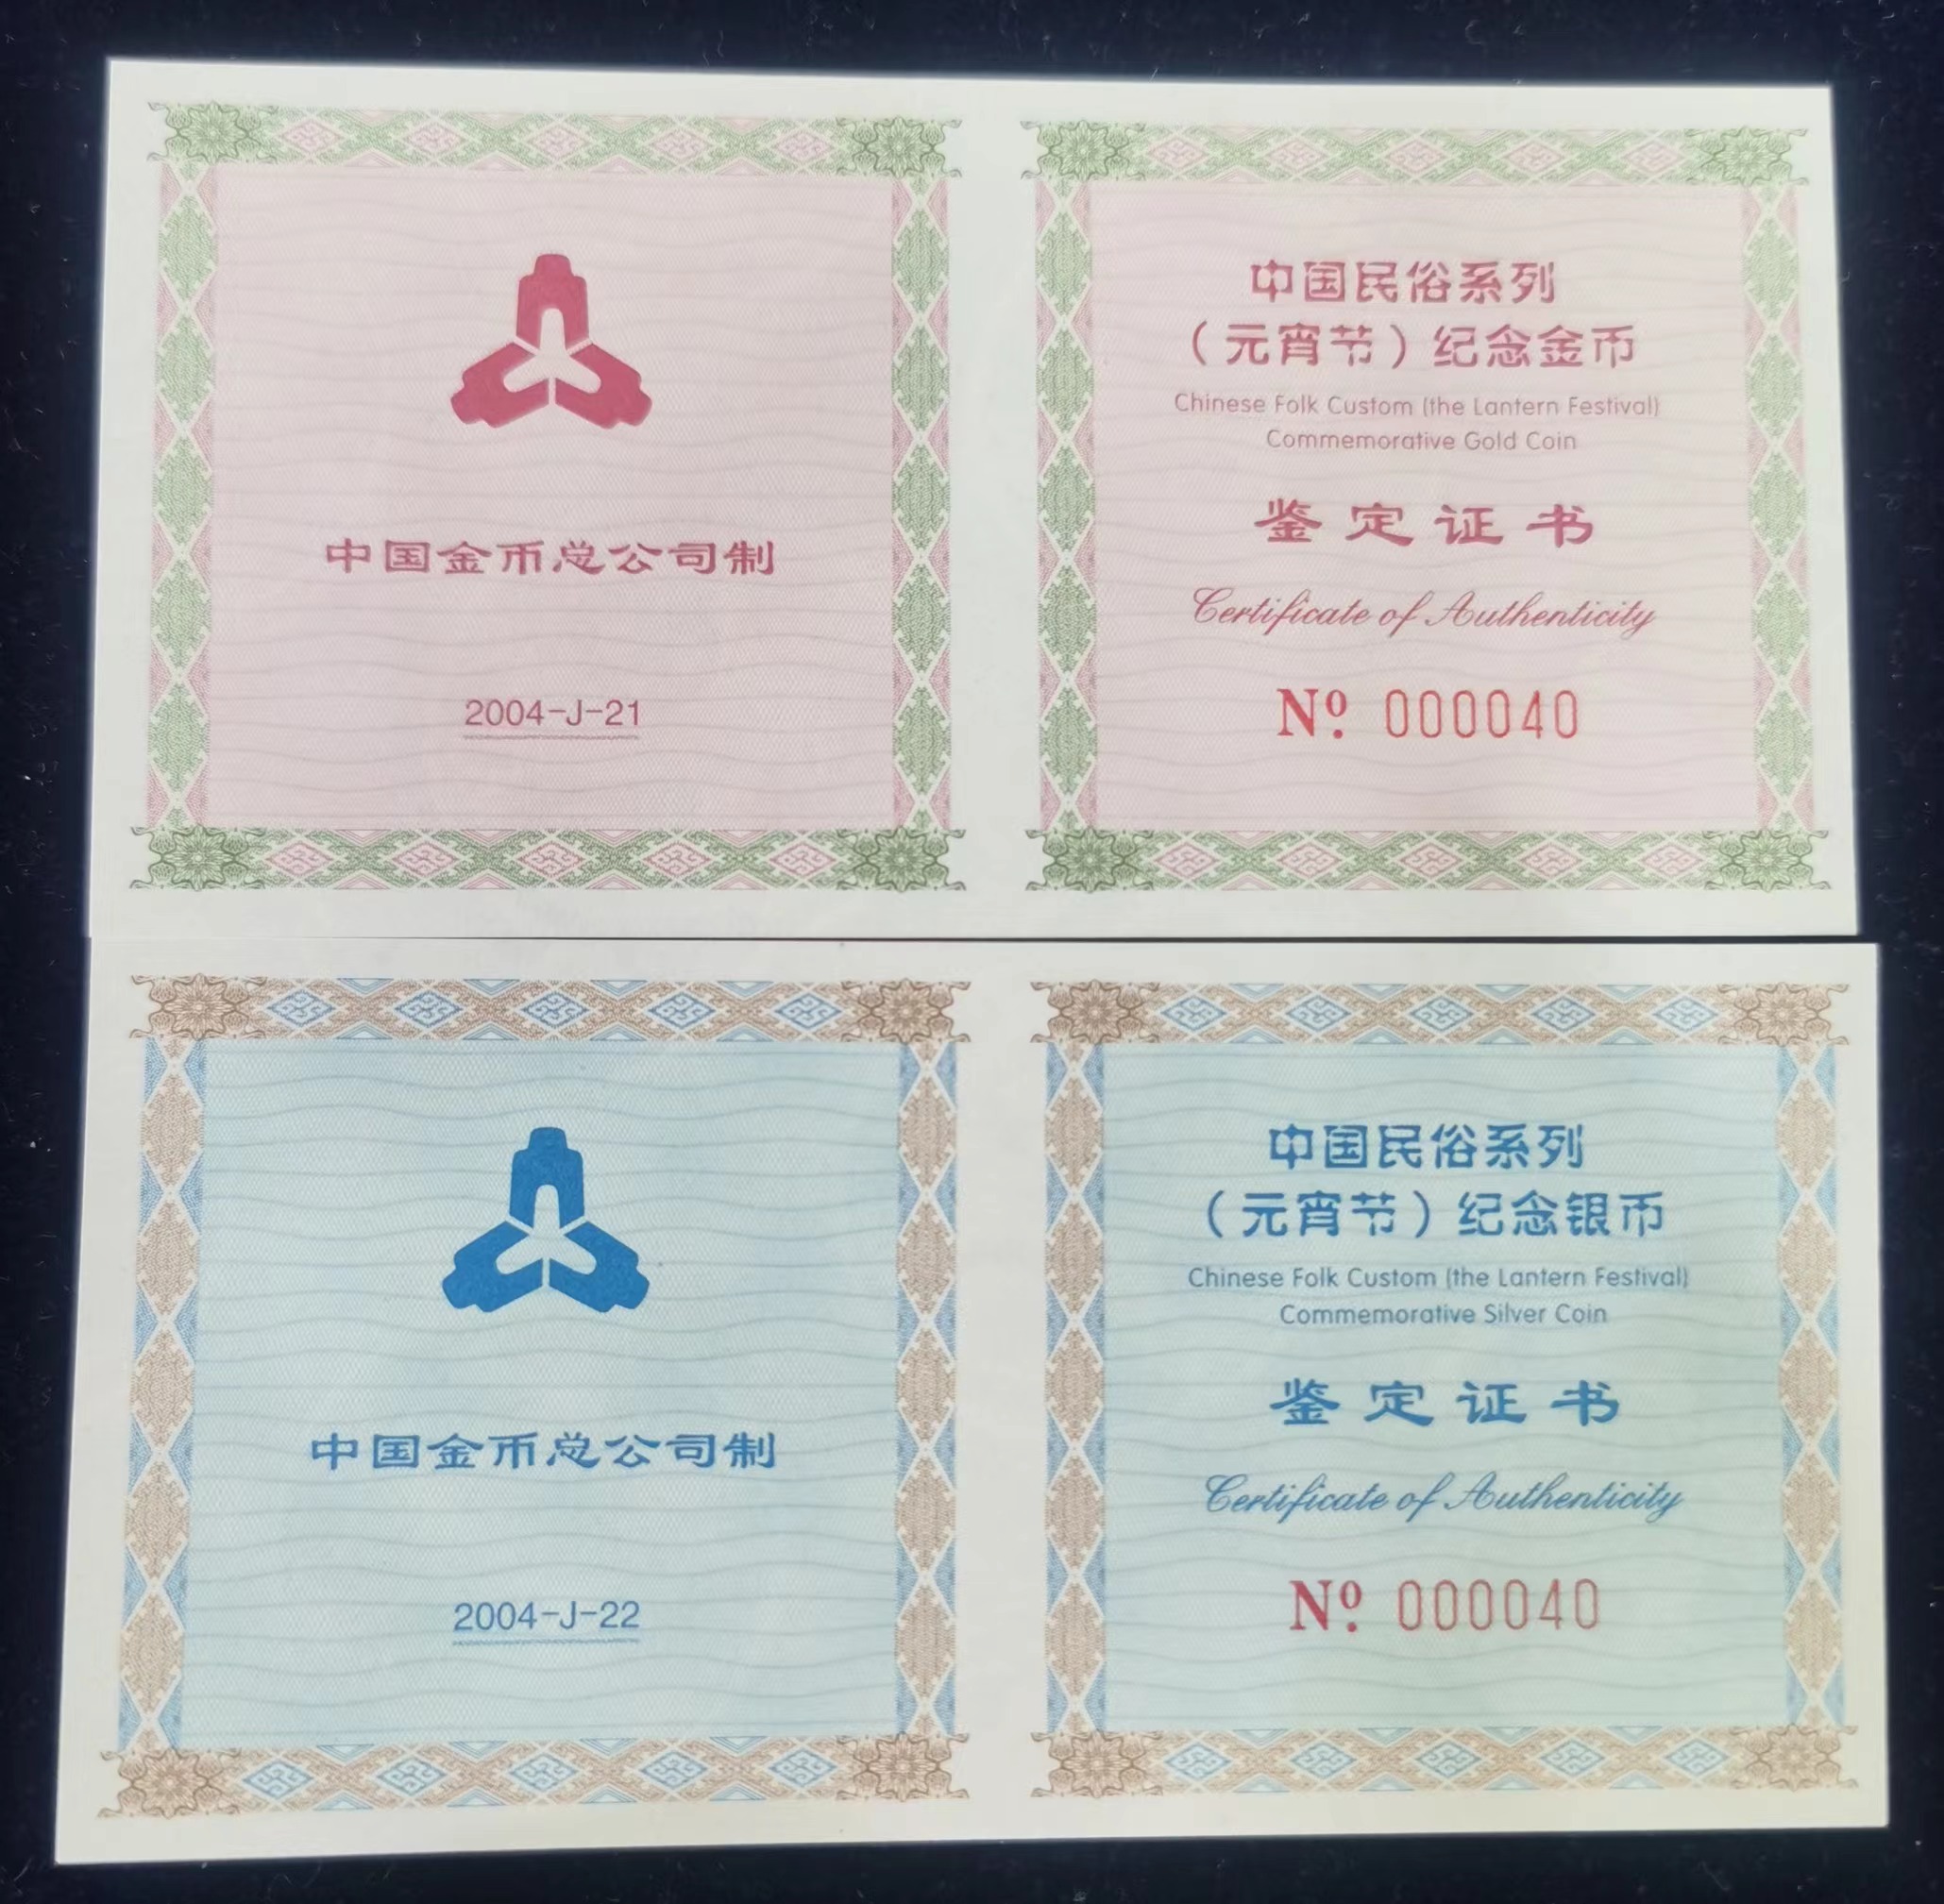 中国金币总公司制
2004-J-21
中国民俗系列
（元宵节）纪念金币
Chinese Folk Custom (the Lantern Festival)
Commemorative Gold Coin
鉴定证书
Certificate of Authenticity
Nº. 000040
中国金币总公司制
2004-J-22
中国民俗系列
（元宵节）纪念银币
Chinese Folk Custom (the Lantern Festival)
Commemorative Silver Coin
鉴定证书
Certificate of Authenticity
Nº. 000040